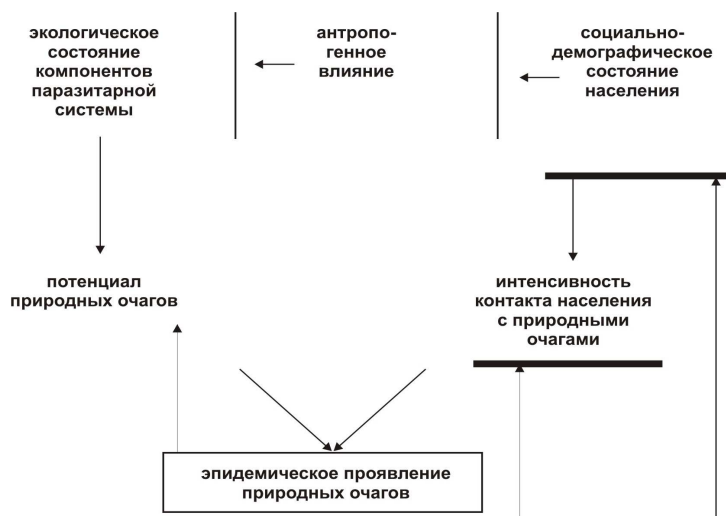 экологическое
состояние
компонентов
паразитарной
системы
антропо-
генное
влияние
социально-
демографическое
состояние
населения
потенциал
природных очагов
интенсивность
контакта населения
с природными
очагами
эпидемическое проявление
природных очагов